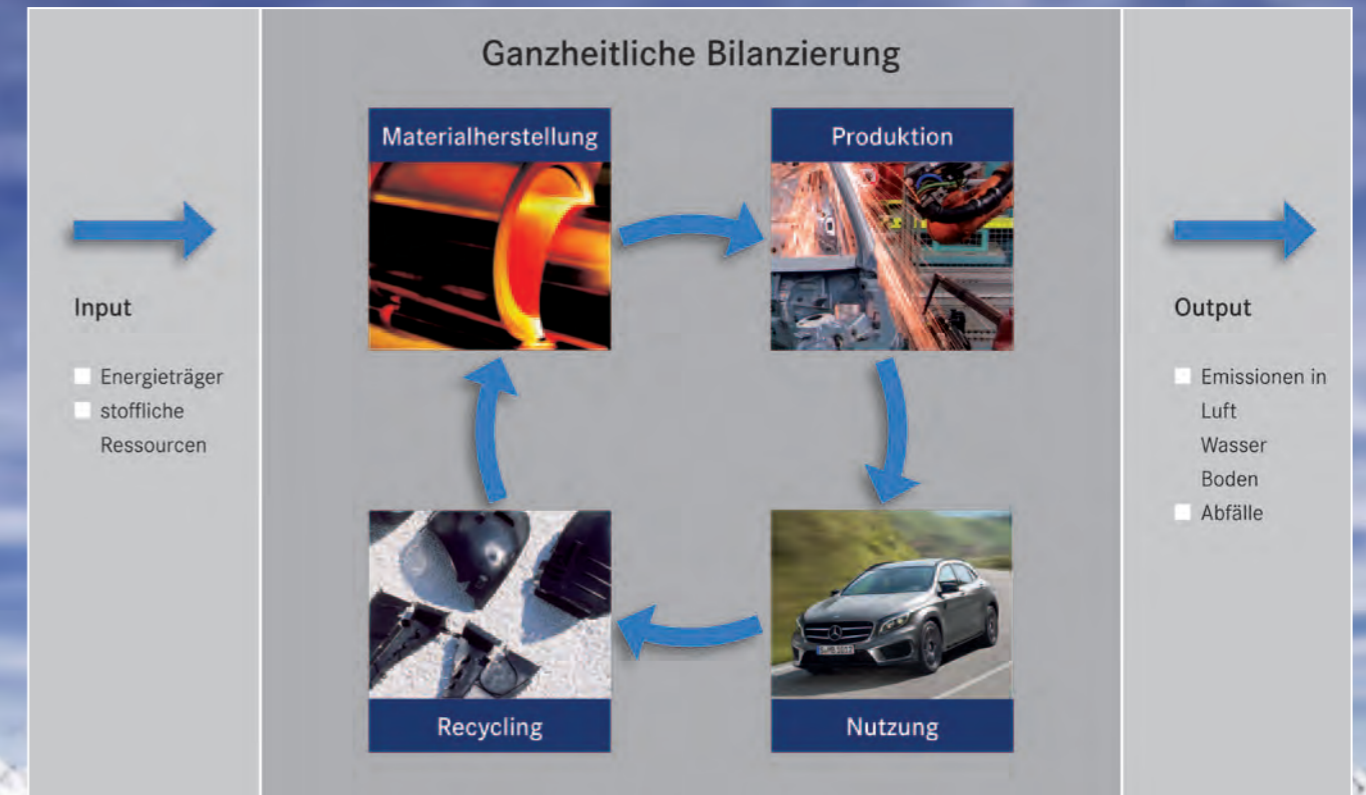 Ganzheitliche Bilanzierung
Materialherstellung
Produktion
Input
Energieträger
stoffliche
Ressourcen
Output
Emissionen in
Luft
Wasser
Boden
Abfälle
Recycling
Nutzung